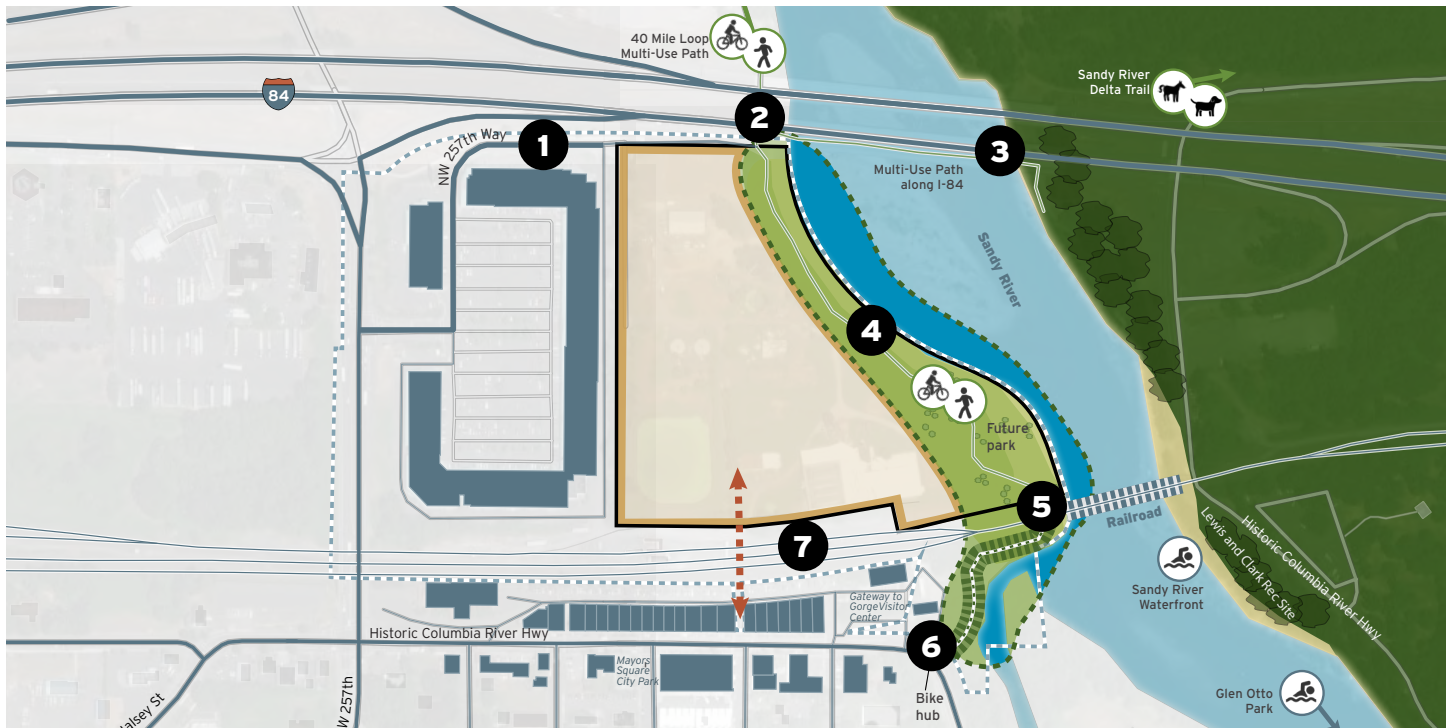 40 Mile Loop
Multi-Use Path
84
Sandy River
Delta Trail
2
1
3
NW 257th Way
Multi-Use Path
along I-84
Sandy River
4
Future
park
5
Railroad
7
Lewis and Clark Rec Site
Historic Columbia River Hwy
Sandy River
Waterfront
Gateway to
GorgeVisitor
Center
Historic Columbia River Hwy
6
Mayors
Square
City Park
Bike
hub
Glen Otto
Park
alsey St
W 257th